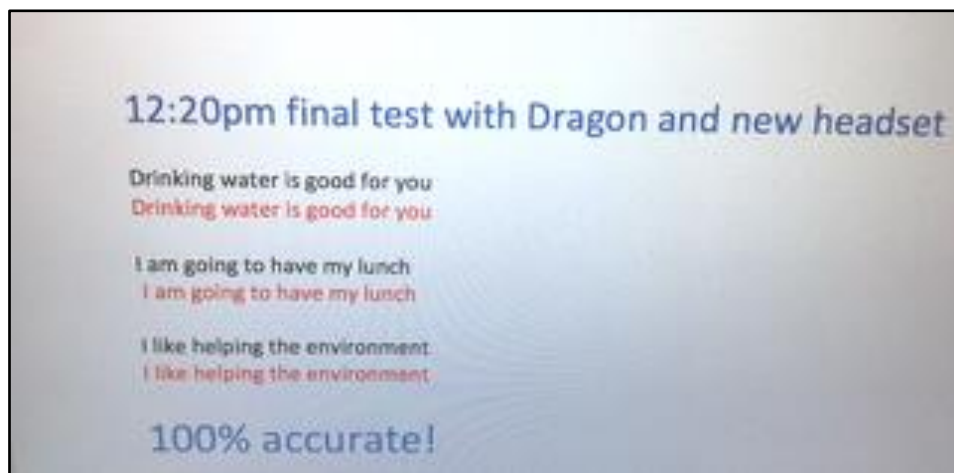 12:20pm final test with Dragon and new headset
Drinking water is good for you
Drinking water is good for you
I am going to have my lunch
I am going to have my lunch
I like helping the environment
I like helping the environment
100% accurate!